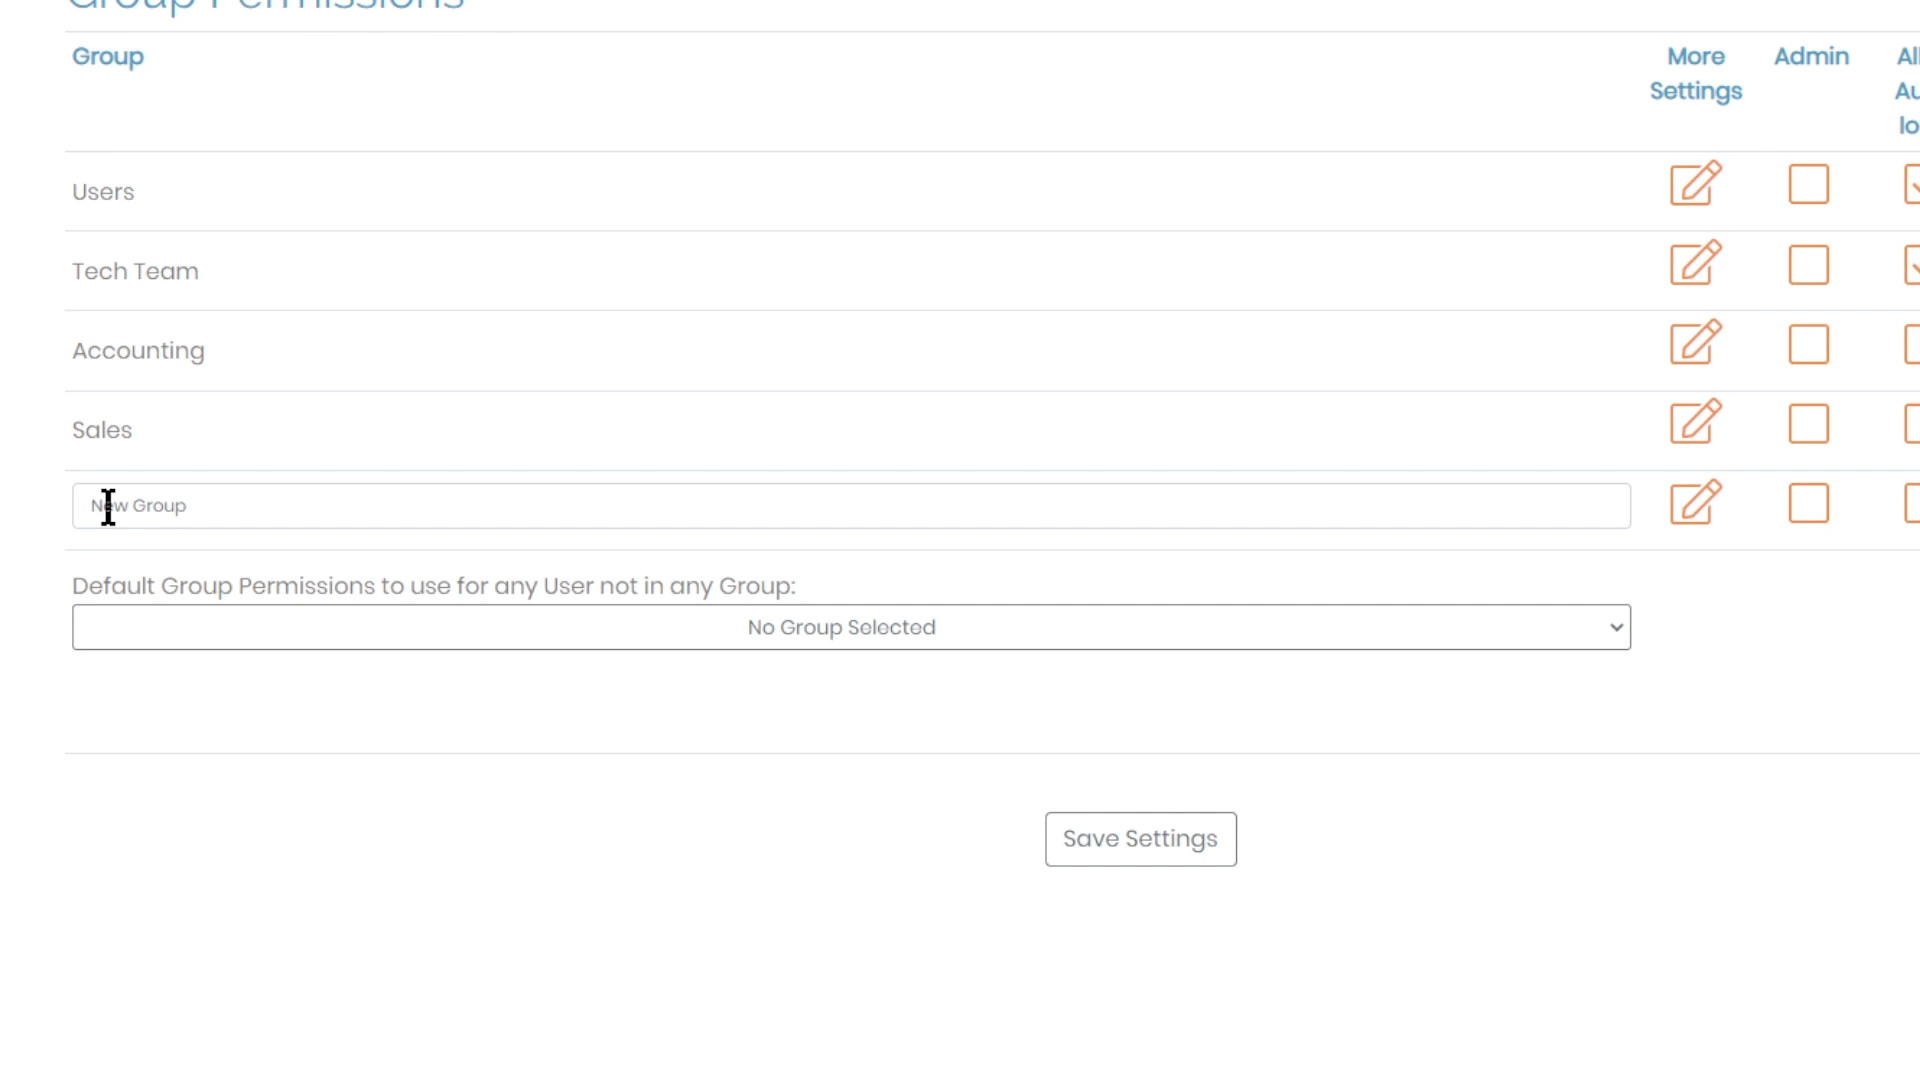 Group Permissions
Group
More Settings
Admin
Users
Tech Team
Accounting
Sales
New Group
Default Group Permissions to use for any User not in any Group:
No Group Selected
Save Settings